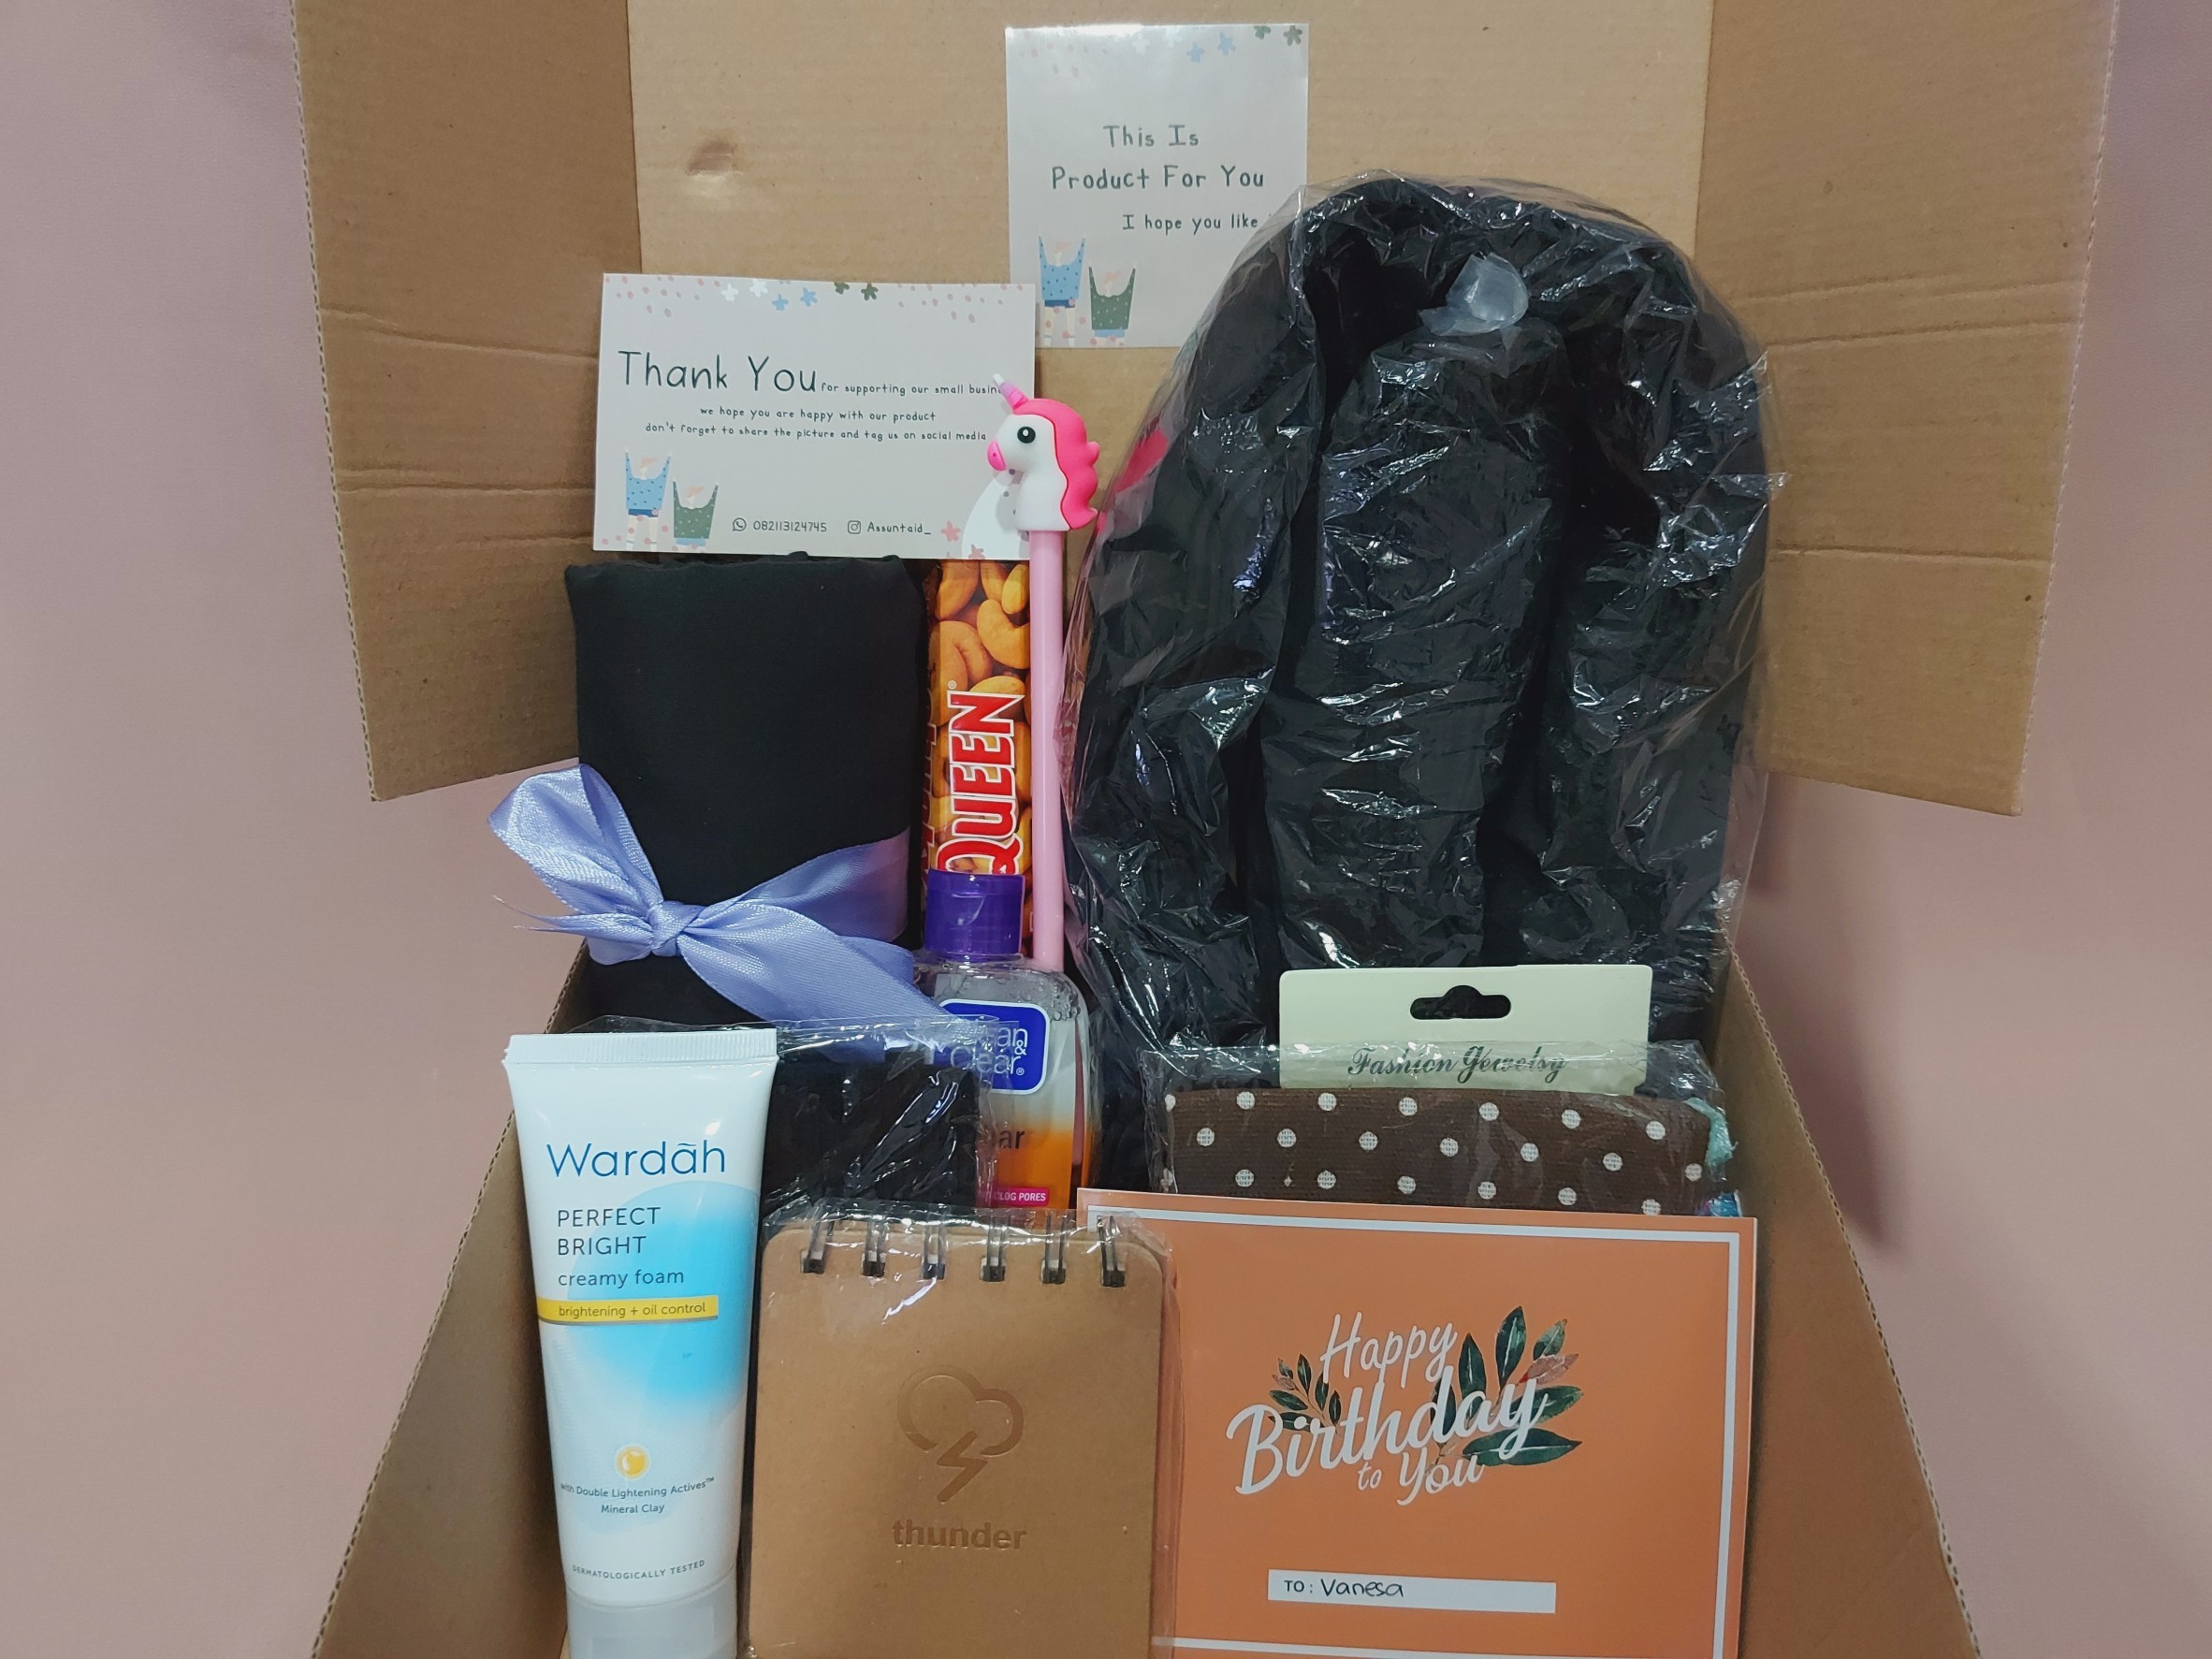 This Is
Product For You
I hope you like
Thank You for supporting our small
we hope you are happy with our product
don't forget to share the picture and tag us on social media
082113124745 Assuntaid_
QUEEN
Clean
& Clear
CLOG PORES
Fashion Jewelry
Wardah
PERFECT
BRIGHT
creamy foam
brightening + oil control
with Double Lightening Actives™
Mineral Clay
DERMATOLOGICALLY TESTED
thunder
Happy
Birthday
to You
TO: Vanesa